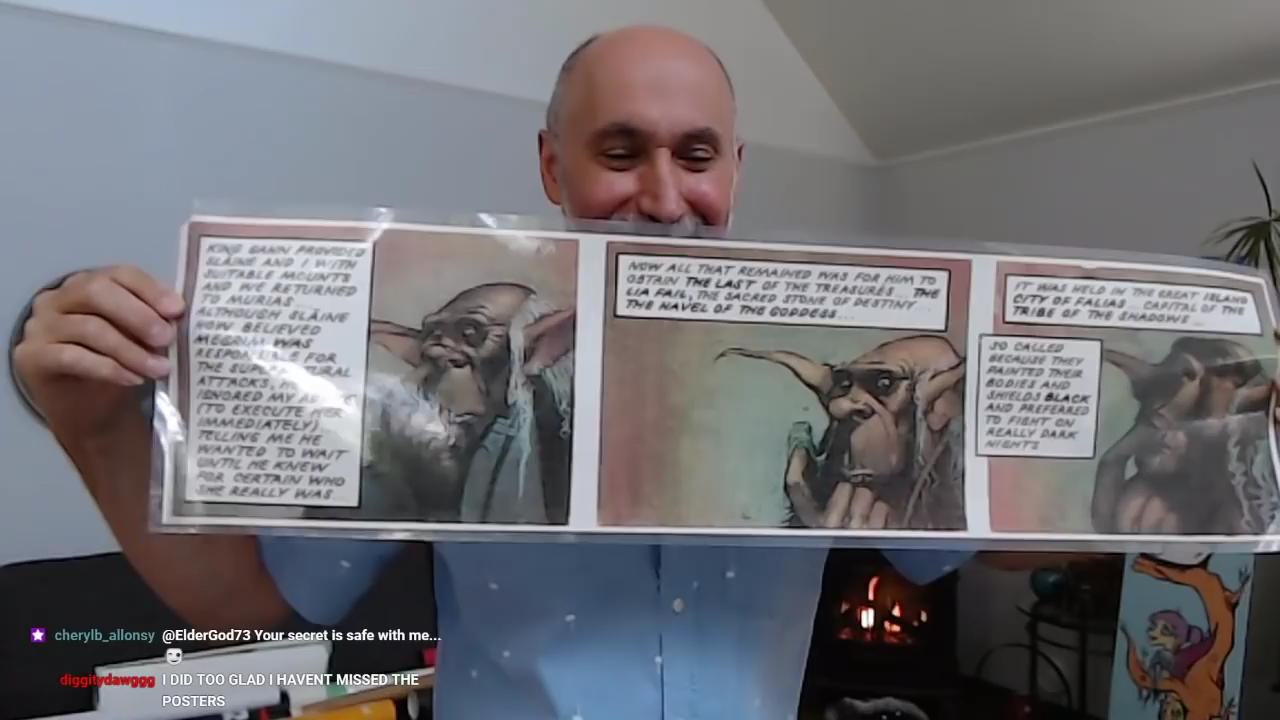 KING GANN PROVIDED
SLÁINE AND I WITH
SUITABLE MOUNTS
AND WE RETURNED
TO MURIAS...
ALTHOUGH SLÁINE
NOW BELIEVED
MEGRIM WAS
RESPONSIBLE FOR
THE SUPERNATURAL
ATTACKS, HE
IGNORED MY
(TO EXECUTE HER
IMMEDIATELY)
TELLING ME HE
WANTED TO WAIT
UNTIL HE KNEW
FOR CERTAIN WHO
SHE REALLY WAS...
NOW ALL THAT REMAINED WAS FOR HIM TO
OBTAIN THE LAST OF THE TREASURES... THE
LIA FAIL, THE SACRED STONE OF DESTINY...
THE NAVEL OF THE GODDESS...
IT WAS HELD IN THE GREAT ISLAND
CITY OF FALIAS... CAPITAL OF THE
TRIBE OF THE SHADOWS...
SO CALLED
BECAUSE THEY
PAINTED THEIR
BODIES AND
SHIELDS BLACK
AND PREFERRED
TO FIGHT ON
REALLY DARK
NIGHTS
cherylb_allonsy @ElderGod73 Your secret is safe with me...
diggitydawggg I DID TOO GLAD I HAVENT MISSED THE
POSTERS